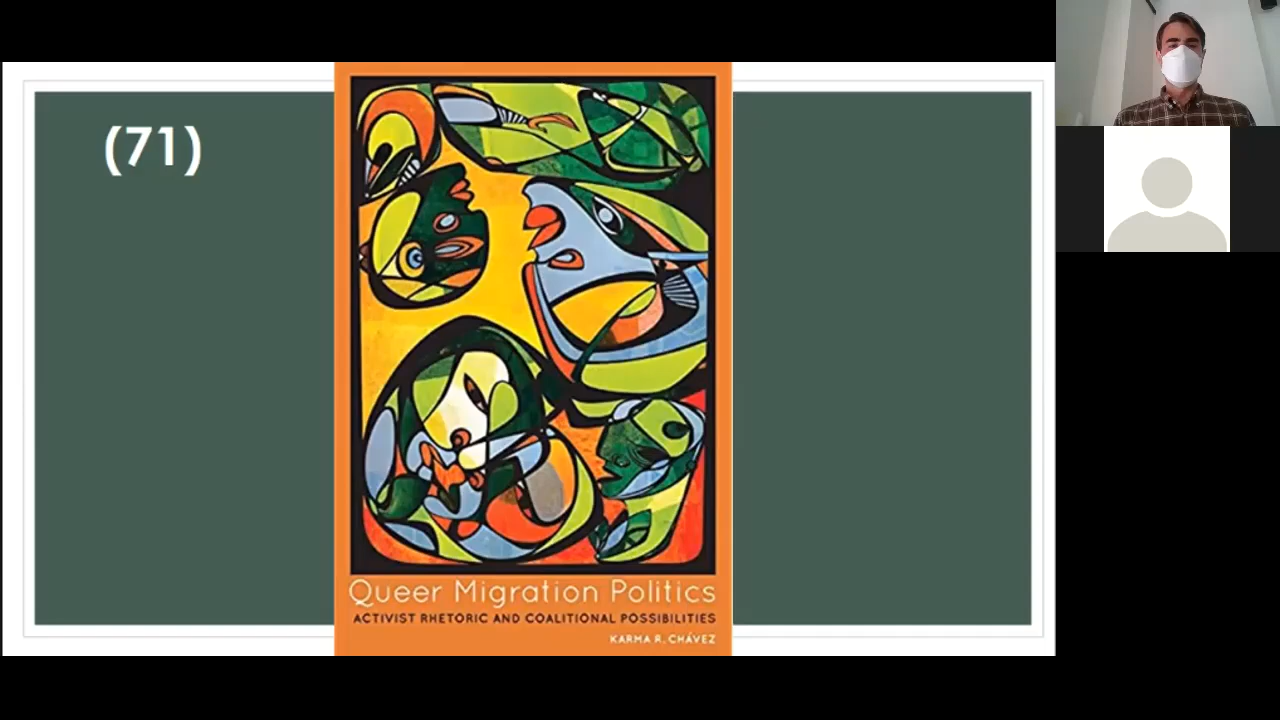 (71)
Queer Migration Politics
ACTIVIST RHETORIC AND COALITIONAL POSSIBILITIES
KARMA R. CHÁVEZ